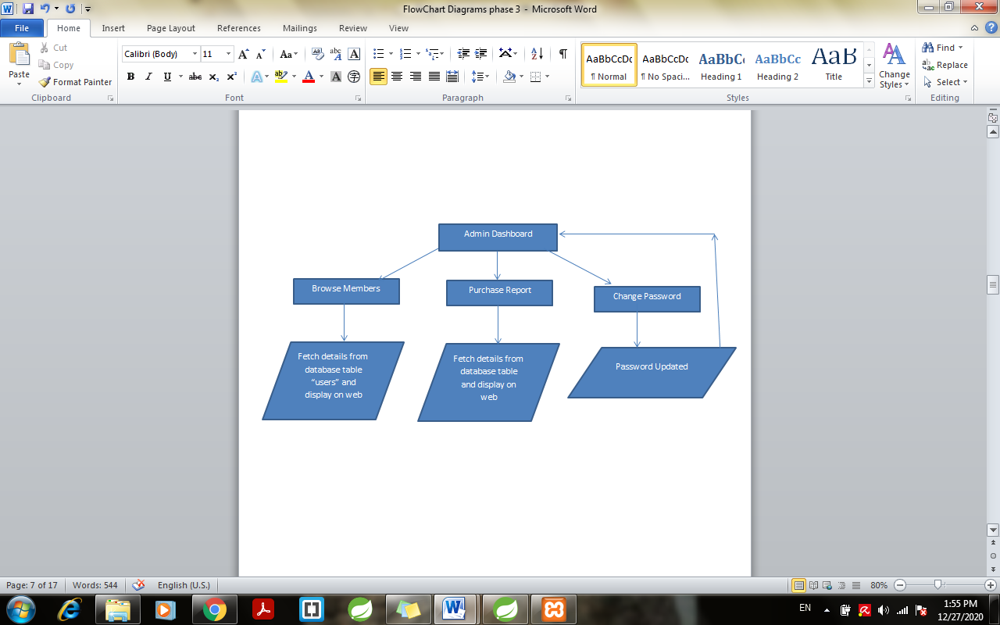 FlowChart Diagrams phase 3 - Microsoft Word
File Home Insert Page Layout References Mailings Review View
Paste
Cut
Copy
Format Painter
Clipboard
Calibri (Body) 11
Font
Paragraph
AaBbCcDc AaBbCcDc AaBbC AaBbCc AaB
¶ Normal ¶ No Spaci... Heading 1 Heading 2 Title
Change
Styles
Styles
Find
Replace
Select
Editing
Admin Dashboard
Browse Members
Purchase Report
Change Password
Fetch details from
database table
“users” and
display on web
Fetch details from
database table
and display on
web
Password Updated
Page: 7 of 17 Words: 544 English (U.S.) 80%
EN
1:55 PM
12/27/2020